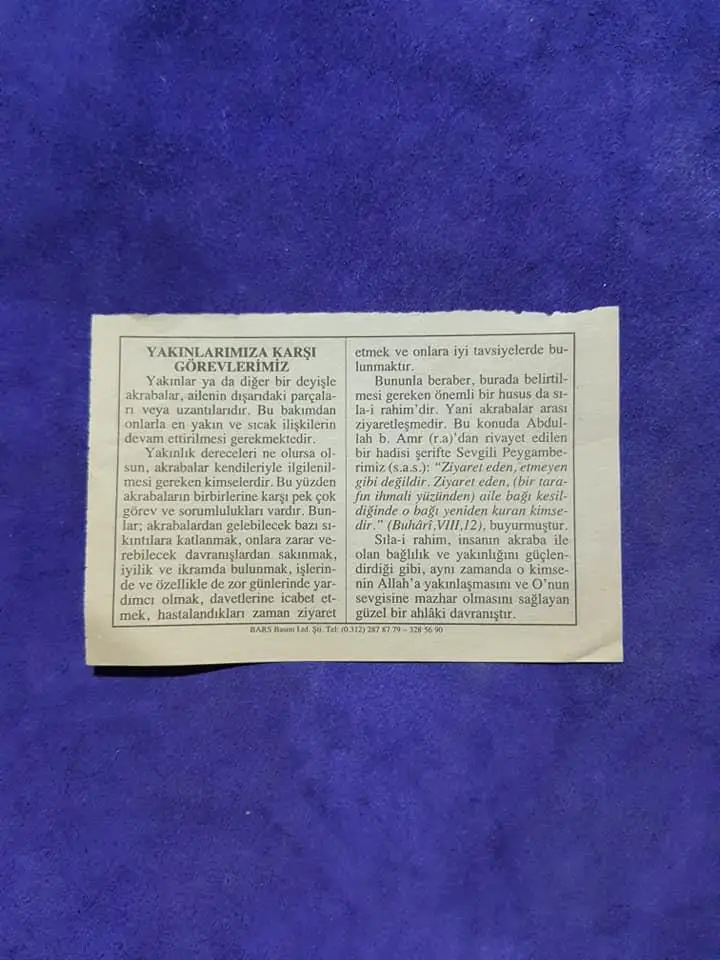 YAKINLARIMIZA KARŞI
GÖREVLERİMİZ
Yakınlar ya da diğer bir deyişle
akrabalar, ailenin dışarıdaki parçala-
rı veya uzantılarıdır. Bu bakımdan
onlarla en yakın ve sıcak ilişkilerin
devam ettirilmesi gerekmektedir.
Yakınlık dereceleri ne olursa ol-
sun, akrabalar kendileriyle ilgilenil-
mesi gereken kimselerdir. Bu yüzden
akrabaların birbirlerine karşı pek çok
görev ve sorumlulukları vardır. Bun-
lar; akrabalardan gelebilecek bazı sı-
kıntılara katlanmak, onlara zarar ve-
rebilecek davranışlardan sakınmak,
iyilik ve ikramda bulunmak, işlerin-
de ve özellikle de zor günlerinde yar-
dımcı olmak, davetlerine icabet et-
mek, hastalandıkları zaman ziyaret
etmek ve onlara iyi tavsiyelerde bu-
lunmaktır.
Bununla beraber, burada belirtil-
mesi gereken önemli bir husus da sı-
la-i rahim'dir. Yani akrabalar arası
ziyaretleşmedir. Bu konuda Abdul-
lah b. Amr (r.a)'dan rivayet edilen
bir hadisi şerifte Sevgili Peygambe-
rimiz (s.a.s.): "Ziyaret eden, etmeyen
gibi değildir. Ziyaret eden, (bir tara-
fın ihmali yüzünden) aile bağı kesil-
diğinde o bağı yeniden kuran kimse-
dir." (Buhârî,VIII,12), buyurmuştur.
Sıla-i rahim, insanın akraba ile
olan bağlılık ve yakınlığını güçlen-
dirdiği gibi, aynı zamanda o kimse-
nin Allah'a yakınlaşmasını ve O'nun
sevgisine mazhar olmasını sağlayan
güzel bir ahlâki davranıştır.
BARS Basım Ltd. Şti. Tel: (0.312) 287 87 79 – 328 56 90